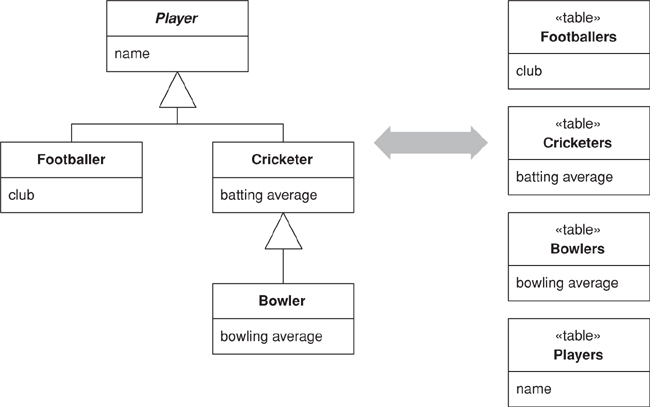 Player
name
Footballer
club
Cricketer
batting average
Bowler
bowling average
«table»
Footballers
club
«table»
Cricketers
batting average
«table»
Bowlers
bowling average
«table»
Players
name